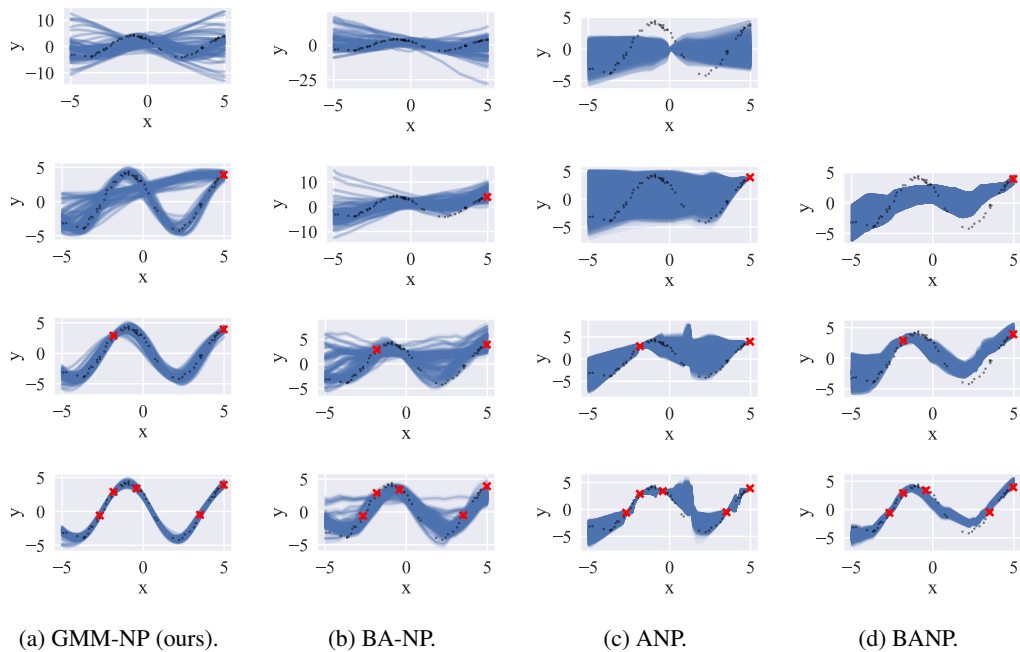 y 10 0 −10 −5 0 5 x
y 0 −25 −5 0 5 x
y 5 0 −5 −5 0 5 x
y 5 0 −5 −5 0 5 x
y 10 0 −10 −5 0 5 x
y 5 0 −5 −5 0 5 x
y 5 0 −5 −5 0 5 x
y 5 0 −5 −5 0 5 x
y 5 0 −5 0 5 x
y 5 0 −5 −5 0 5 x
y 5 0 −5 −5 0 5 x
y 5 0 −5 −5 0 5 x
y 5 0 −5 −5 0 5 x
y 5 0 −5 −5 0 5 x
y 5 0 −5 −5 0 5 x
(a) GMM-NP (ours).
(b) BA-NP.
(c) ANP.
(d) BANP.